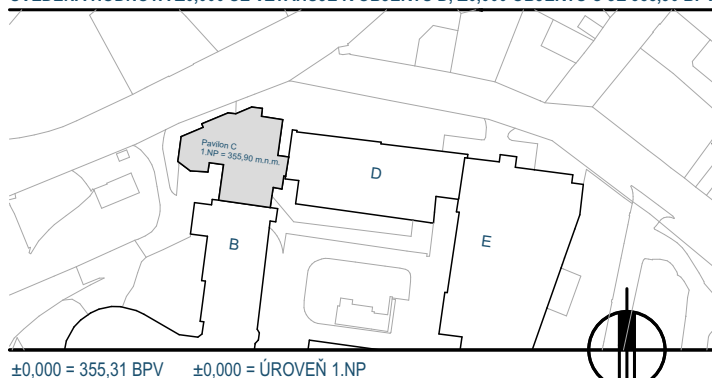 Pavilon C
1.NP = 355,90 m.n.m.
D
B
E
±0,000 = 355,31 BPV ±0,000 = ÚROVEŇ 1.NP